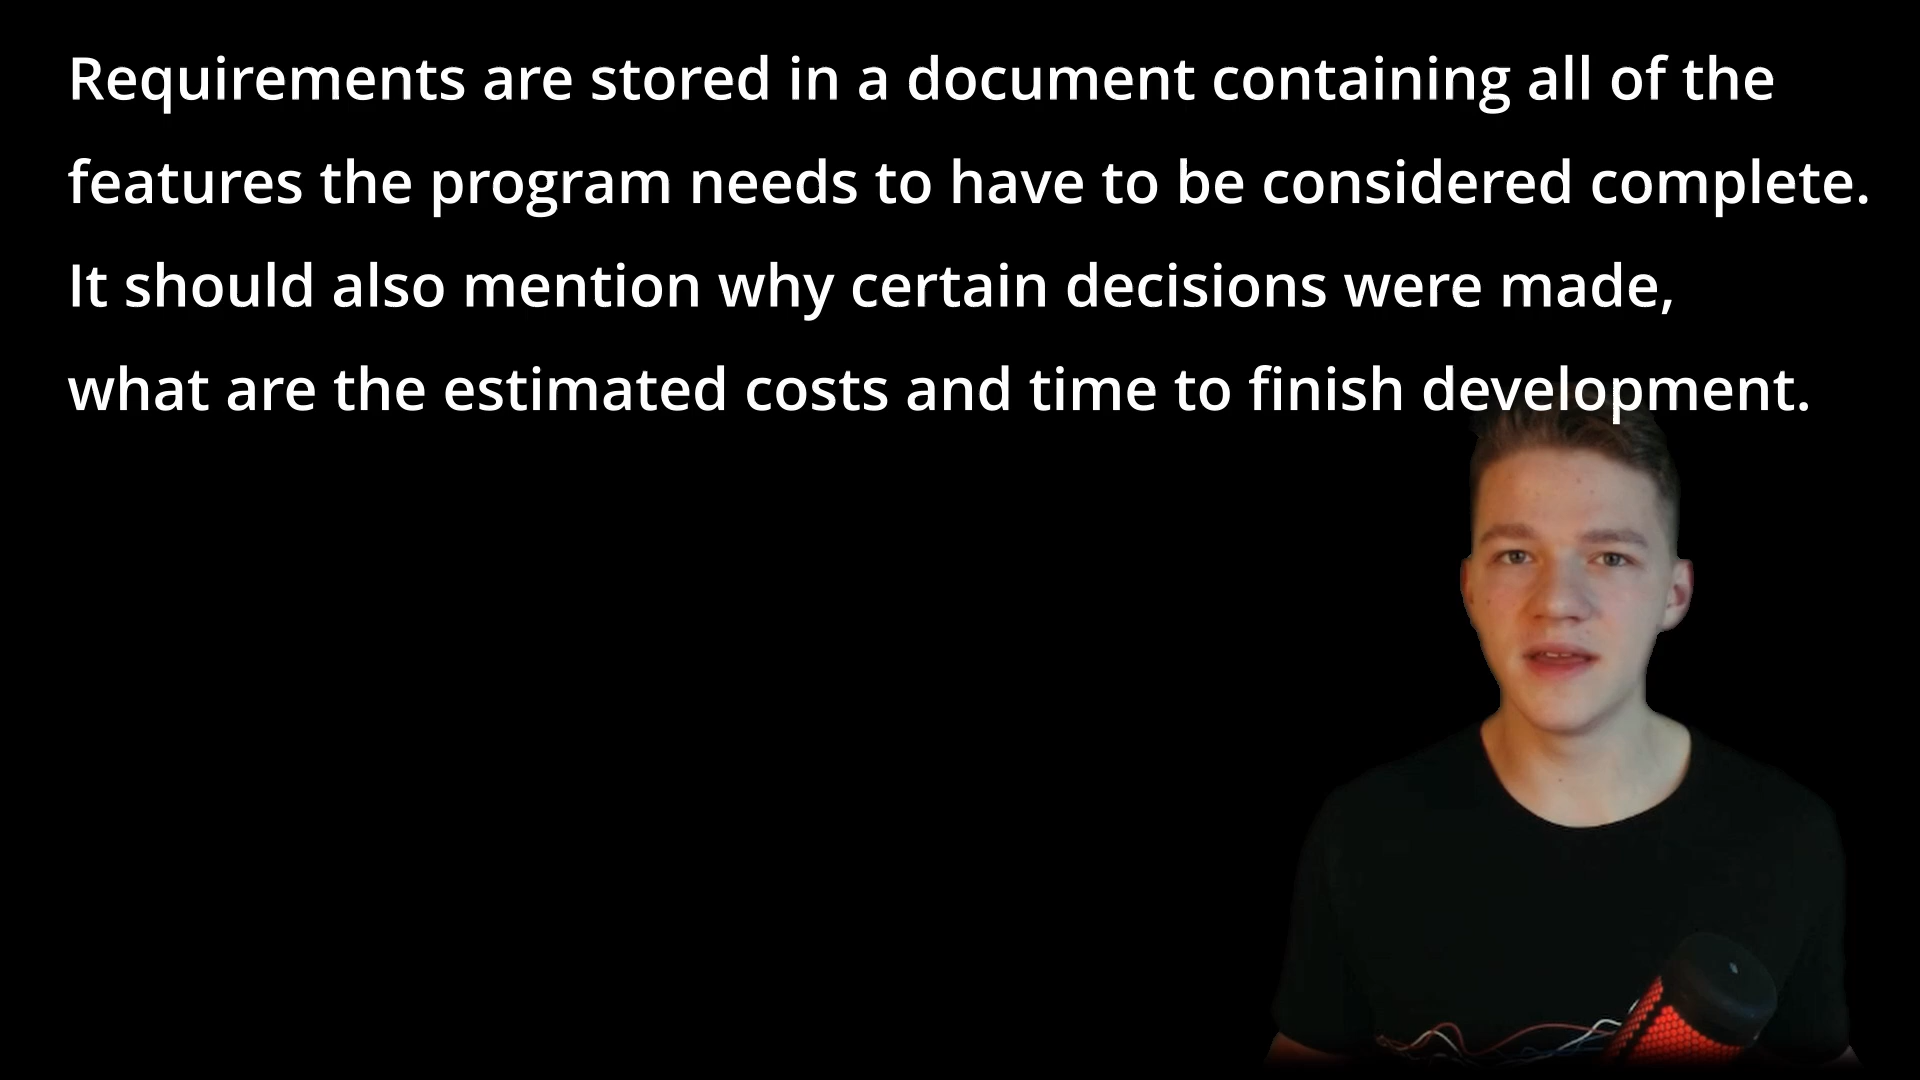 Requirements are stored in a document containing all of the
features the program needs to have to be considered complete.
It should also mention why certain decisions were made,
what are the estimated costs and time to finish development.